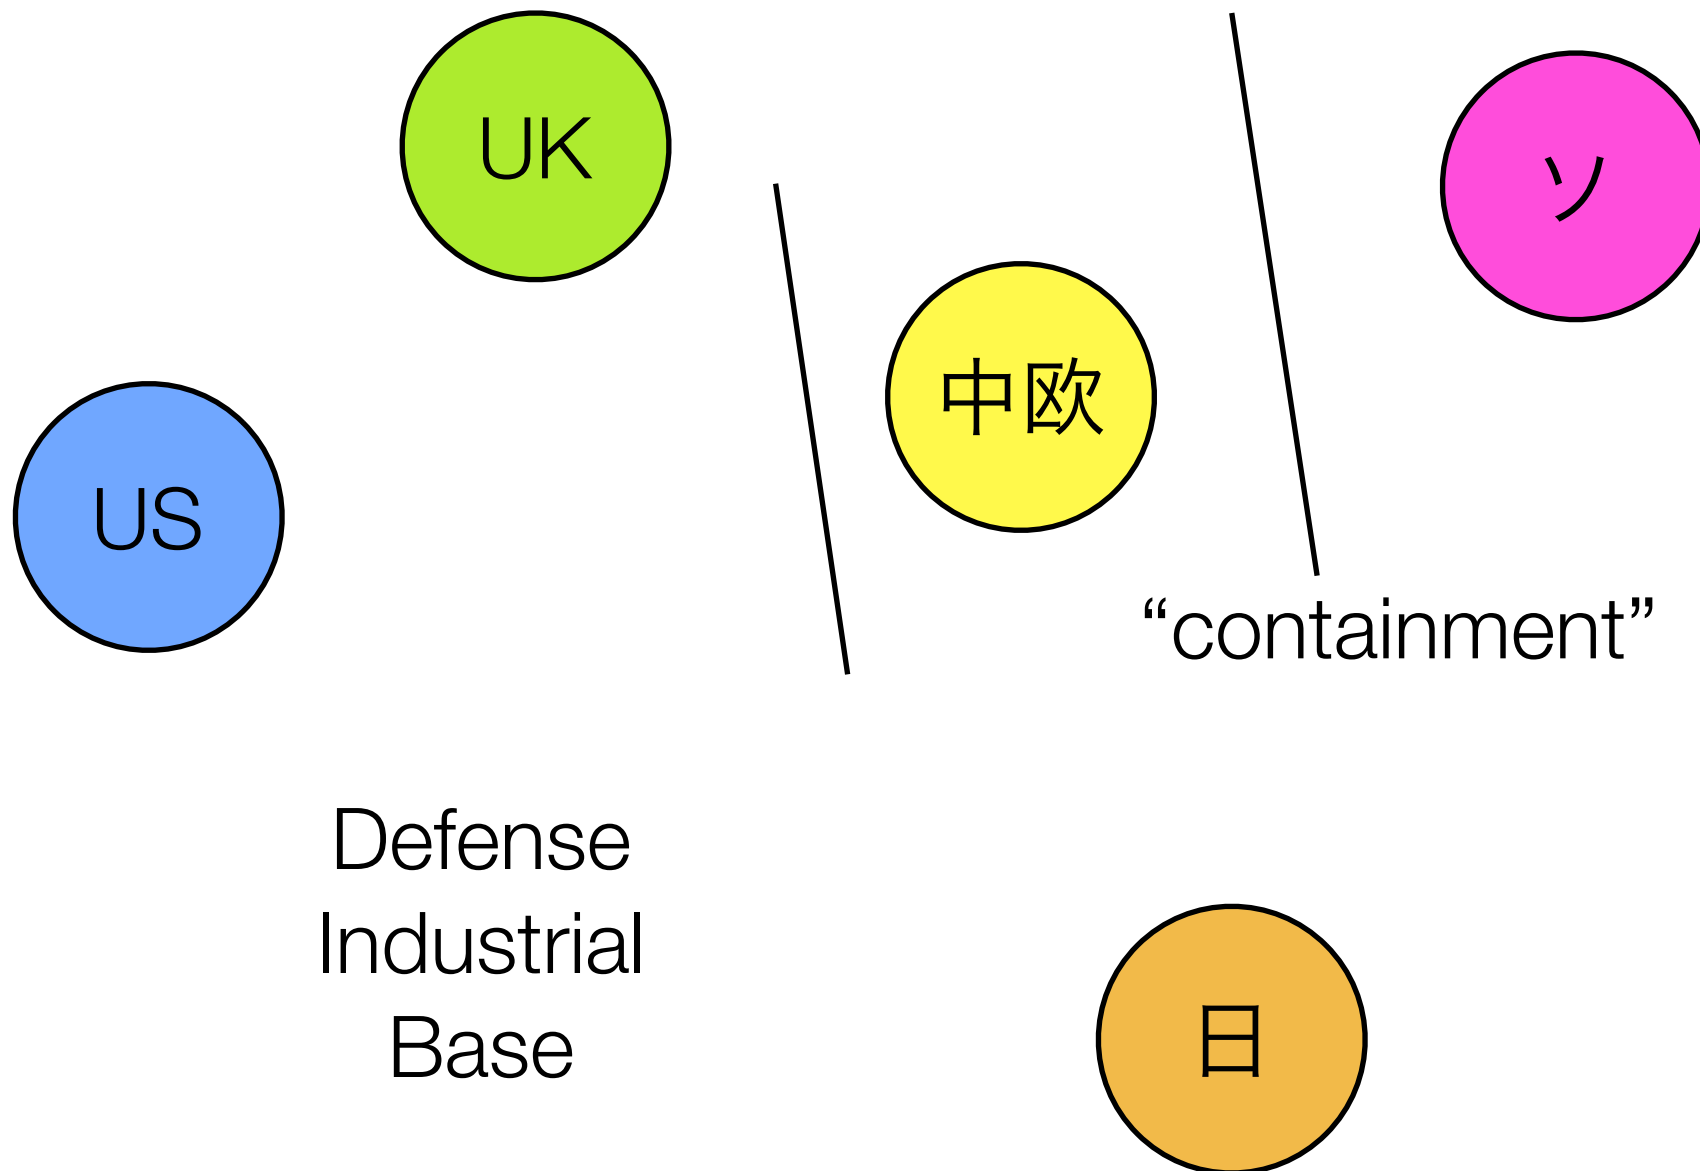 UK
ソ
中欧
US
“containment”
Defense
Industrial
Base
日